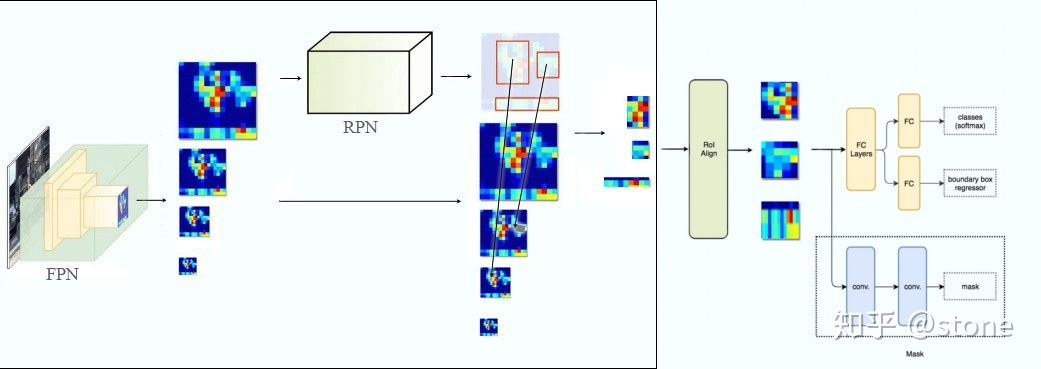 FPN
RPN
RoI
Align
FC
Layers
FC
classes
(softmax)
FC
boundary box
regressor
conv.
conv.
mask
知乎 @stone
Mask